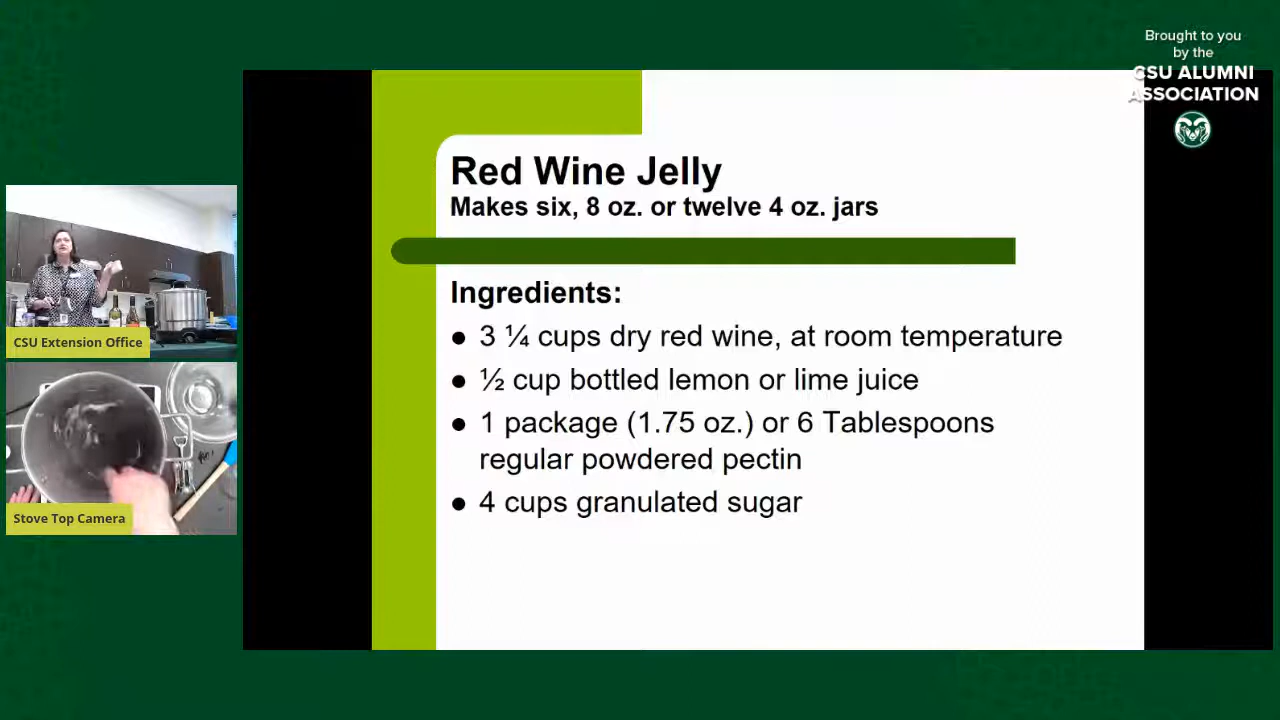 Brought to you
by the
CSU ALUMNI
ASSOCIATION
Red Wine Jelly
Makes six, 8 oz. or twelve 4 oz. jars
Ingredients:
● 3 ¼ cups dry red wine, at room temperature
● ½ cup bottled lemon or lime juice
● 1 package (1.75 oz.) or 6 Tablespoons
regular powdered pectin
● 4 cups granulated sugar
CSU Extension Office
Stove Top Camera